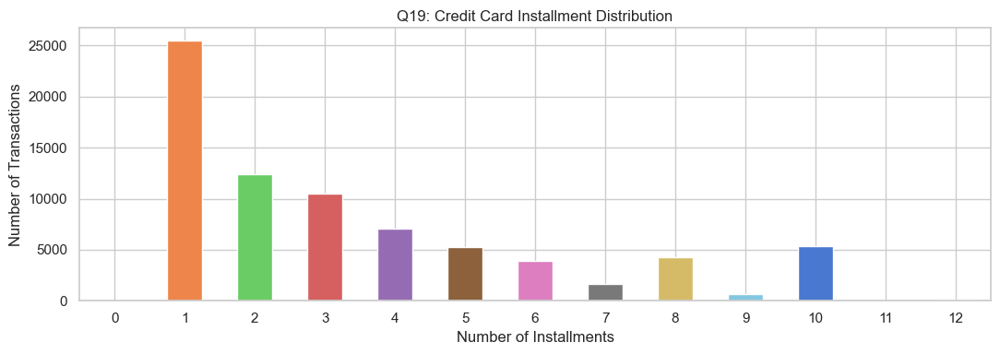 Q19: Credit Card Installment Distribution
Number of Transactions
25000
20000
15000
10000
5000
0
0 1 2 3 4 5 6 7 8 9 10 11 12
Number of Installments